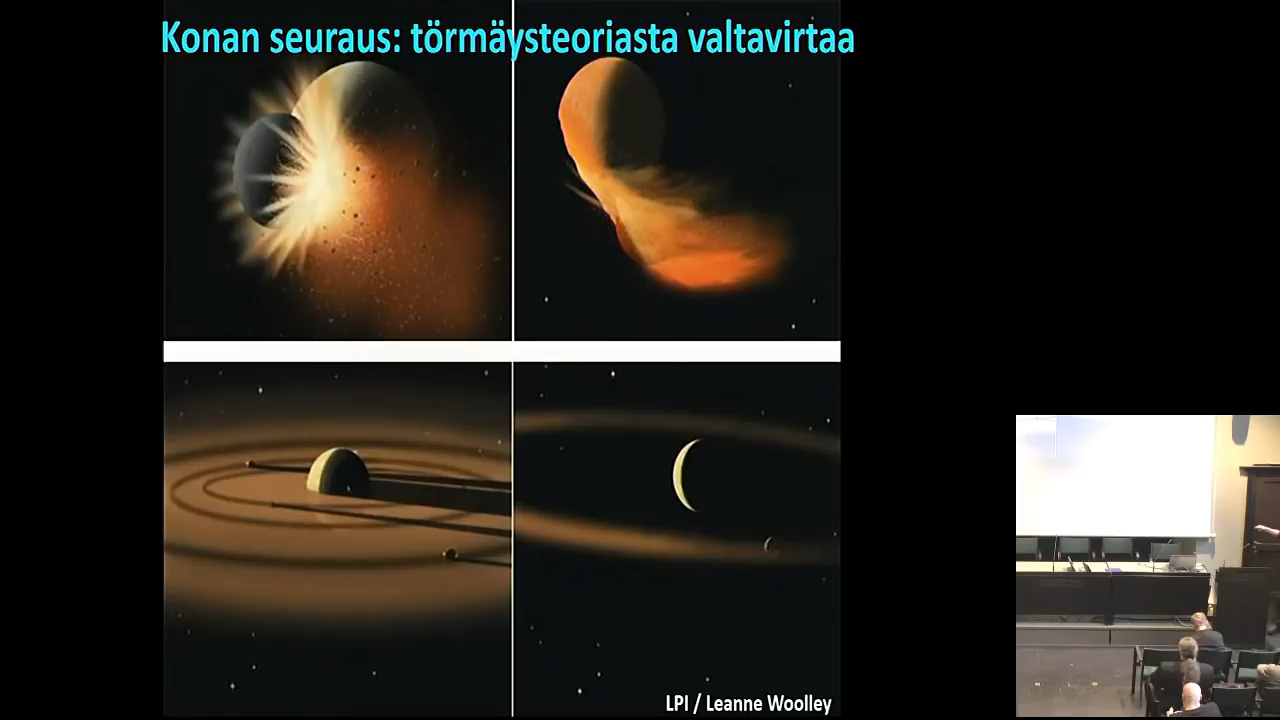 Konan seuraus: törmäysteoriasta valtavirtaa
LPI / Leanne Woolley